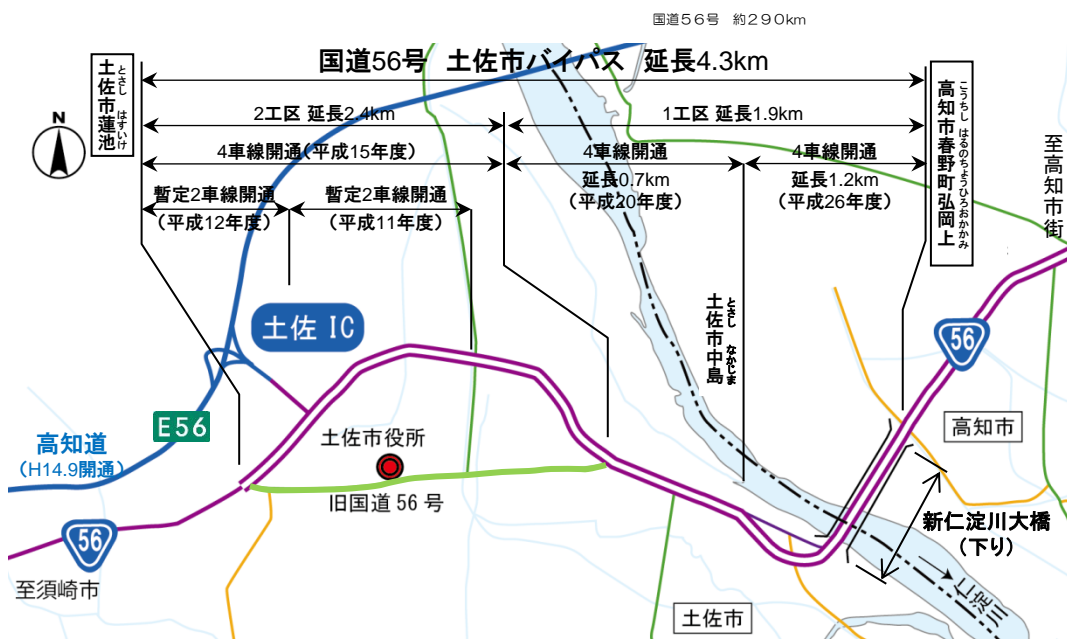 国道56号 約290km
国道56号 土佐市バイパス 延長4.3km
とさし はすいけ
土佐市蓮池
こうちし はるのちょうひろおかかみ
高知市春野町弘岡上
N
2工区 延長2.4km
1工区 延長1.9km
4車線開通(平成15年度)
4車線開通
延長0.7km
(平成20年度)
4車線開通
延長1.2km
(平成26年度)
暫定2車線開通
(平成12年度)
暫定2車線開通
(平成11年度)
至高知市街
土佐 IC
とさし なかじま
土佐市中島
56
E56
高知道
(H14.9開通)
土佐市役所
高知市
旧国道56号
新仁淀川大橋
(下り)
56
至須崎市
仁淀川
土佐市